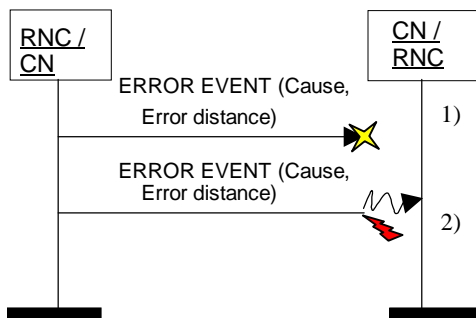 RNC /
CN
CN /
RNC
ERROR EVENT (Cause,
Error distance)
1)
ERROR EVENT (Cause,
Error distance)
2)